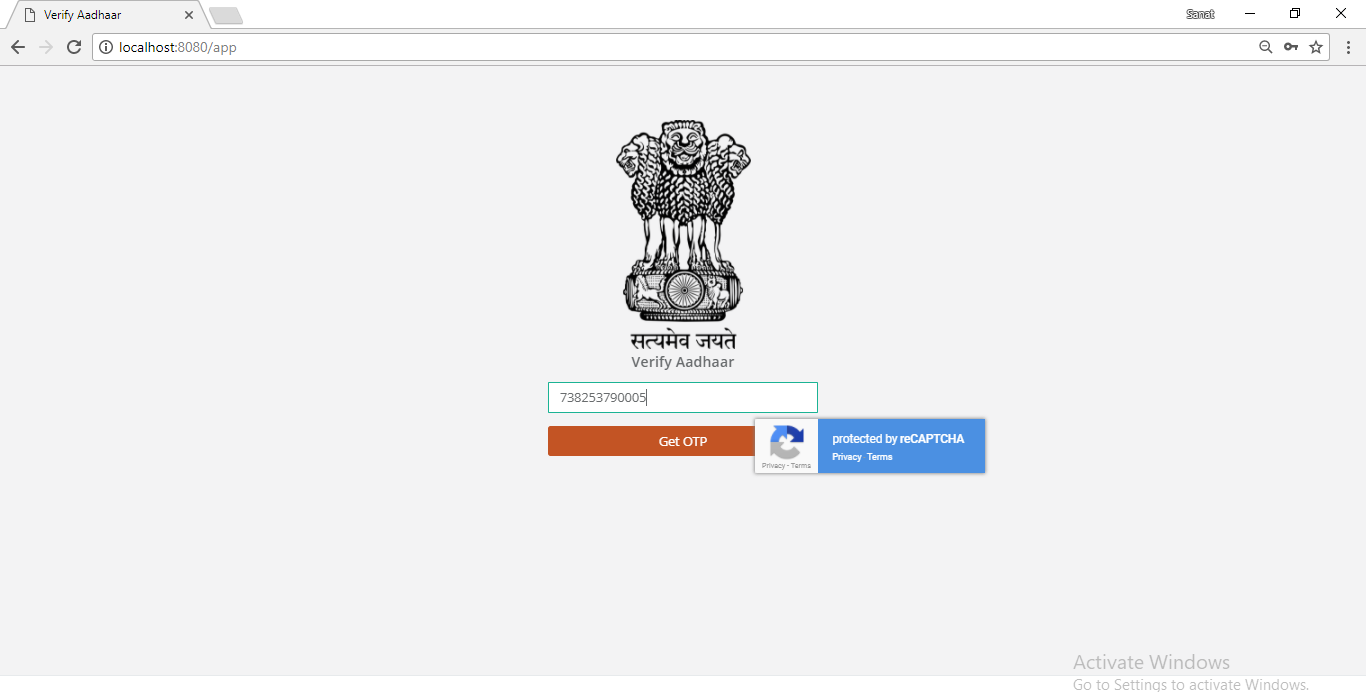 Verify Aadhaar
Sanat
localhost:8080/app
सत्यमेव जयते
Verify Aadhaar
738253790005
Get OTP
protected by reCAPTCHA
Privacy - Terms
Privacy Terms
Activate Windows
Go to Settings to activate Windows.